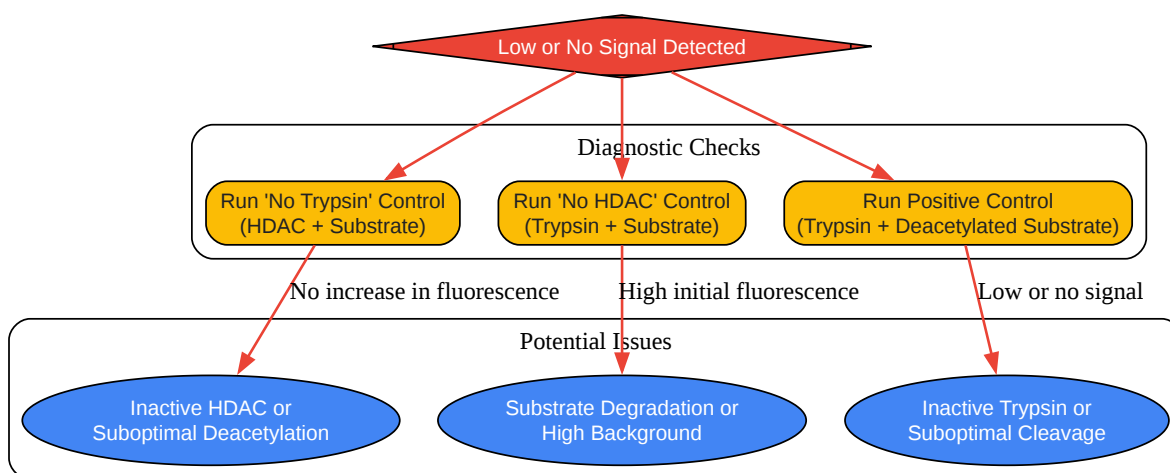 Low or No Signal Detected
Diagnostic Checks
Run 'No Trypsin' Control
(HDAC + Substrate)
Run 'No HDAC' Control
(Trypsin + Substrate)
Run Positive Control
(Trypsin + Deacetylated Substrate)
No increase in fluorescence
High initial fluorescence
Low or no signal
Potential Issues
Inactive HDAC or
Suboptimal Deacetylation
Substrate Degradation or
High Background
Inactive Trypsin or
Suboptimal Cleavage